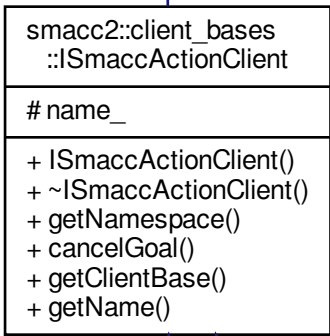 smacc2::client_bases
::ISmaccActionClient
# name_
+ ISmaccActionClient()
+ ~ISmaccActionClient()
+ getNamespace()
+ cancelGoal()
+ getClientBase()
+ getName()